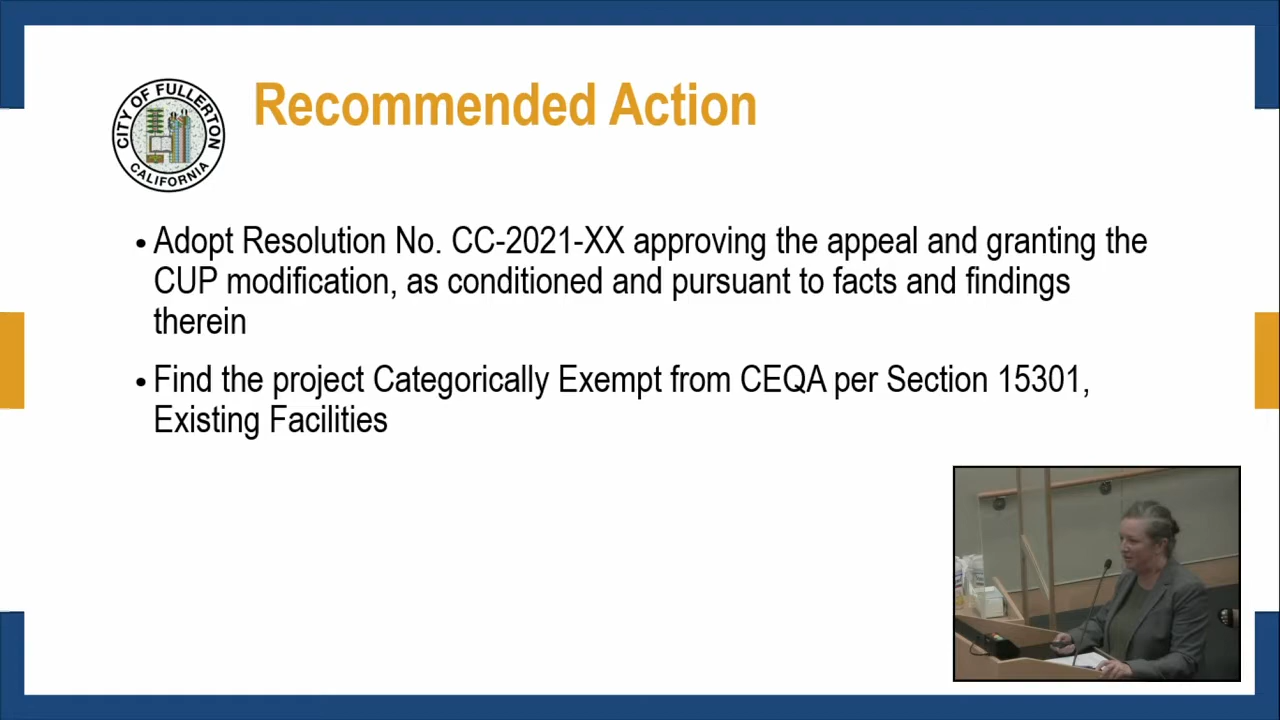 CITY OF FULLERTON
CALIFORNIA
Recommended Action
• Adopt Resolution No. CC-2021-XX approving the appeal and granting the
CUP modification, as conditioned and pursuant to facts and findings
therein
• Find the project Categorically Exempt from CEQA per Section 15301,
Existing Facilities